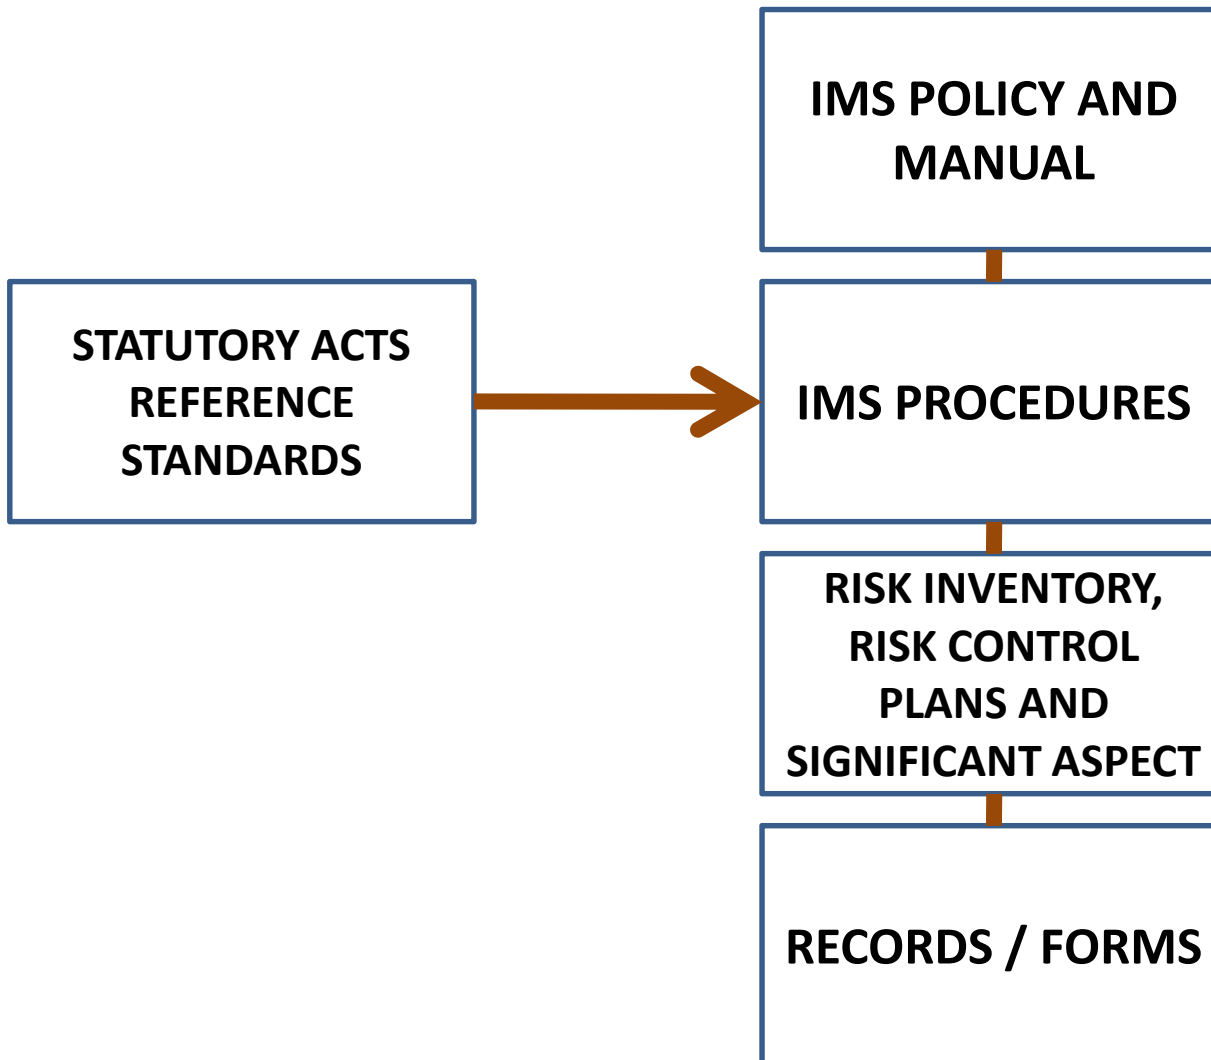 IMS POLICY AND
MANUAL
STATUTORY ACTS
REFERENCE
STANDARDS
IMS PROCEDURES
RISK INVENTORY,
RISK CONTROL
PLANS AND
SIGNIFICANT ASPECT
RECORDS / FORMS